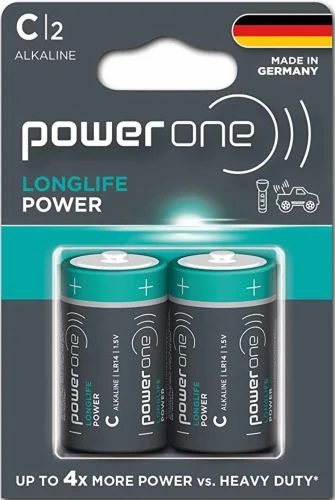 C|2
ALKALINE
MADE IN
GERMANY
power one
LONGLIFE
POWER
LED
+ +
power one
LONGLIFE
POWER
C ALKALINE | LR14 | 1.5V
power one
LONGLIFE
POWER
C ALKALINE | LR14 | 1.5V
UP TO 4x MORE POWER vs. HEAVY DUTY*